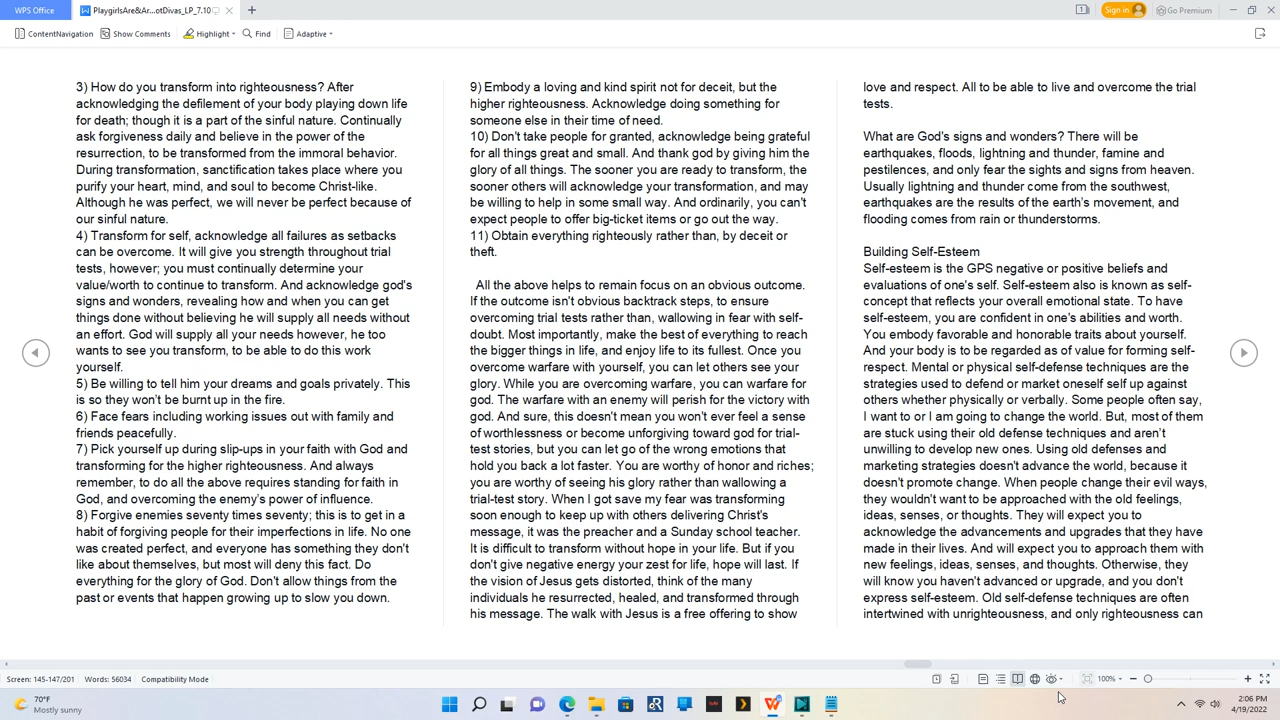 WPS Office
PlaygirlsAre&Ar...otDivas_LP_7.10
Sign in
Go Premium
ContentNavigation
Show Comments
Highlight
Find
Adaptive
3) How do you transform into righteousness? After
acknowledging the defilement of your body playing down life
for death; though it is a part of the sinful nature. Continually
ask forgiveness daily and believe in the power of the
resurrection, to be transformed from the immoral behavior.
During transformation, sanctification takes place where you
purify your heart, mind, and soul to become Christ-like.
Although he was perfect, we will never be perfect because of
our sinful nature.
4) Transform for self, acknowledge all failures as setbacks
can be overcome. It will give you strength throughout trial
tests, however; you must continually determine your
value/worth to continue to transform. And acknowledge god's
signs and wonders, revealing how and when you can get
things done without believing he will supply all needs without
an effort. God will supply all your needs however, he too
wants to see you transform, to be able to do this work
yourself.
5) Be willing to tell him your dreams and goals privately. This
is so they won't be burnt up in the fire.
6) Face fears including working issues out with family and
friends peacefully.
7) Pick yourself up during slip-ups in your faith with God and
transforming for the higher righteousness. And always
remember, to do all the above requires standing for faith in
God, and overcoming the enemy's power of influence.
8) Forgive enemies seventy times seventy; this is to get in a
habit of forgiving people for their imperfections in life. No one
was created perfect, and everyone has something they don't
like about themselves, but most will deny this fact. Do
everything for the glory of God. Don't allow things from the
past or events that happen growing up to slow you down.
9) Embody a loving and kind spirit not for deceit, but the
higher righteousness. Acknowledge doing something for
someone else in their time of need.
10) Don't take people for granted, acknowledge being grateful
for all things great and small. And thank god by giving him the
glory of all things. The sooner you are ready to transform, the
sooner others will acknowledge your transformation, and may
be willing to help in some small way. And ordinarily, you can't
expect people to offer big-ticket items or go out the way.
11) Obtain everything righteously rather than, by deceit or
theft.
All the above helps to remain focus on an obvious outcome.
If the outcome isn't obvious backtrack steps, to ensure
overcoming trial tests rather than, wallowing in fear with self-
doubt. Most importantly, make the best of everything to reach
the bigger things in life, and enjoy life to its fullest. Once you
overcome warfare with yourself, you can let others see your
glory. While you are overcoming warfare, you can warfare for
god. The warfare with an enemy will perish for the victory with
god. And sure, this doesn't mean you won't ever feel a sense
of worthlessness or become unforgiving toward god for trial-
test stories, but you can let go of the wrong emotions that
hold you back a lot faster. You are worthy of honor and riches;
you are worthy of seeing his glory rather than wallowing a
trial-test story. When I got save my fear was transforming
soon enough to keep up with others delivering Christ's
message, it was the preacher and a Sunday school teacher.
It is difficult to transform without hope in your life. But if you
don't give negative energy your zest for life, hope will last. If
the vision of Jesus gets distorted, think of the many
individuals he resurrected, healed, and transformed through
his message. The walk with Jesus is a free offering to show
love and respect. All to be able to live and overcome the trial
tests.
What are God's signs and wonders? There will be
earthquakes, floods, lightning and thunder, famine and
pestilences, and only fear the sights and signs from heaven.
Usually lightning and thunder come from the southwest,
earthquakes are the results of the earth's movement, and
flooding comes from rain or thunderstorms.
Building Self-Esteem
Self-esteem is the GPS negative or positive beliefs and
evaluations of one's self. Self-esteem also is known as self-
concept that reflects your overall emotional state. To have
self-esteem, you are confident in one's abilities and worth.
You embody favorable and honorable traits about yourself.
And your body is to be regarded as of value for forming self-
respect. Mental or physical self-defense techniques are the
strategies used to defend or market oneself self up against
others whether physically or verbally. Some people often say,
I want to or I am going to change the world. But, most of them
are stuck using their old defense techniques and aren't
unwilling to develop new ones. Using old defenses and
marketing strategies doesn't advance the world, because it
doesn't promote change. When people change their evil ways,
they wouldn't want to be approached with the old feelings,
ideas, senses, or thoughts. They will expect you to
acknowledge the advancements and upgrades that they have
made in their lives. And will expect you to approach them with
new feelings, ideas, senses, and thoughts. Otherwise, they
will know you haven't advanced or upgrade, and you don't
express self-esteem. Old self-defense techniques are often
intertwined with unrighteousness, and only righteousness can
Screen: 145-147/201
Words: 56034
Compatibility Mode
100%
70°F
Mostly sunny
2:06 PM
4/19/2022